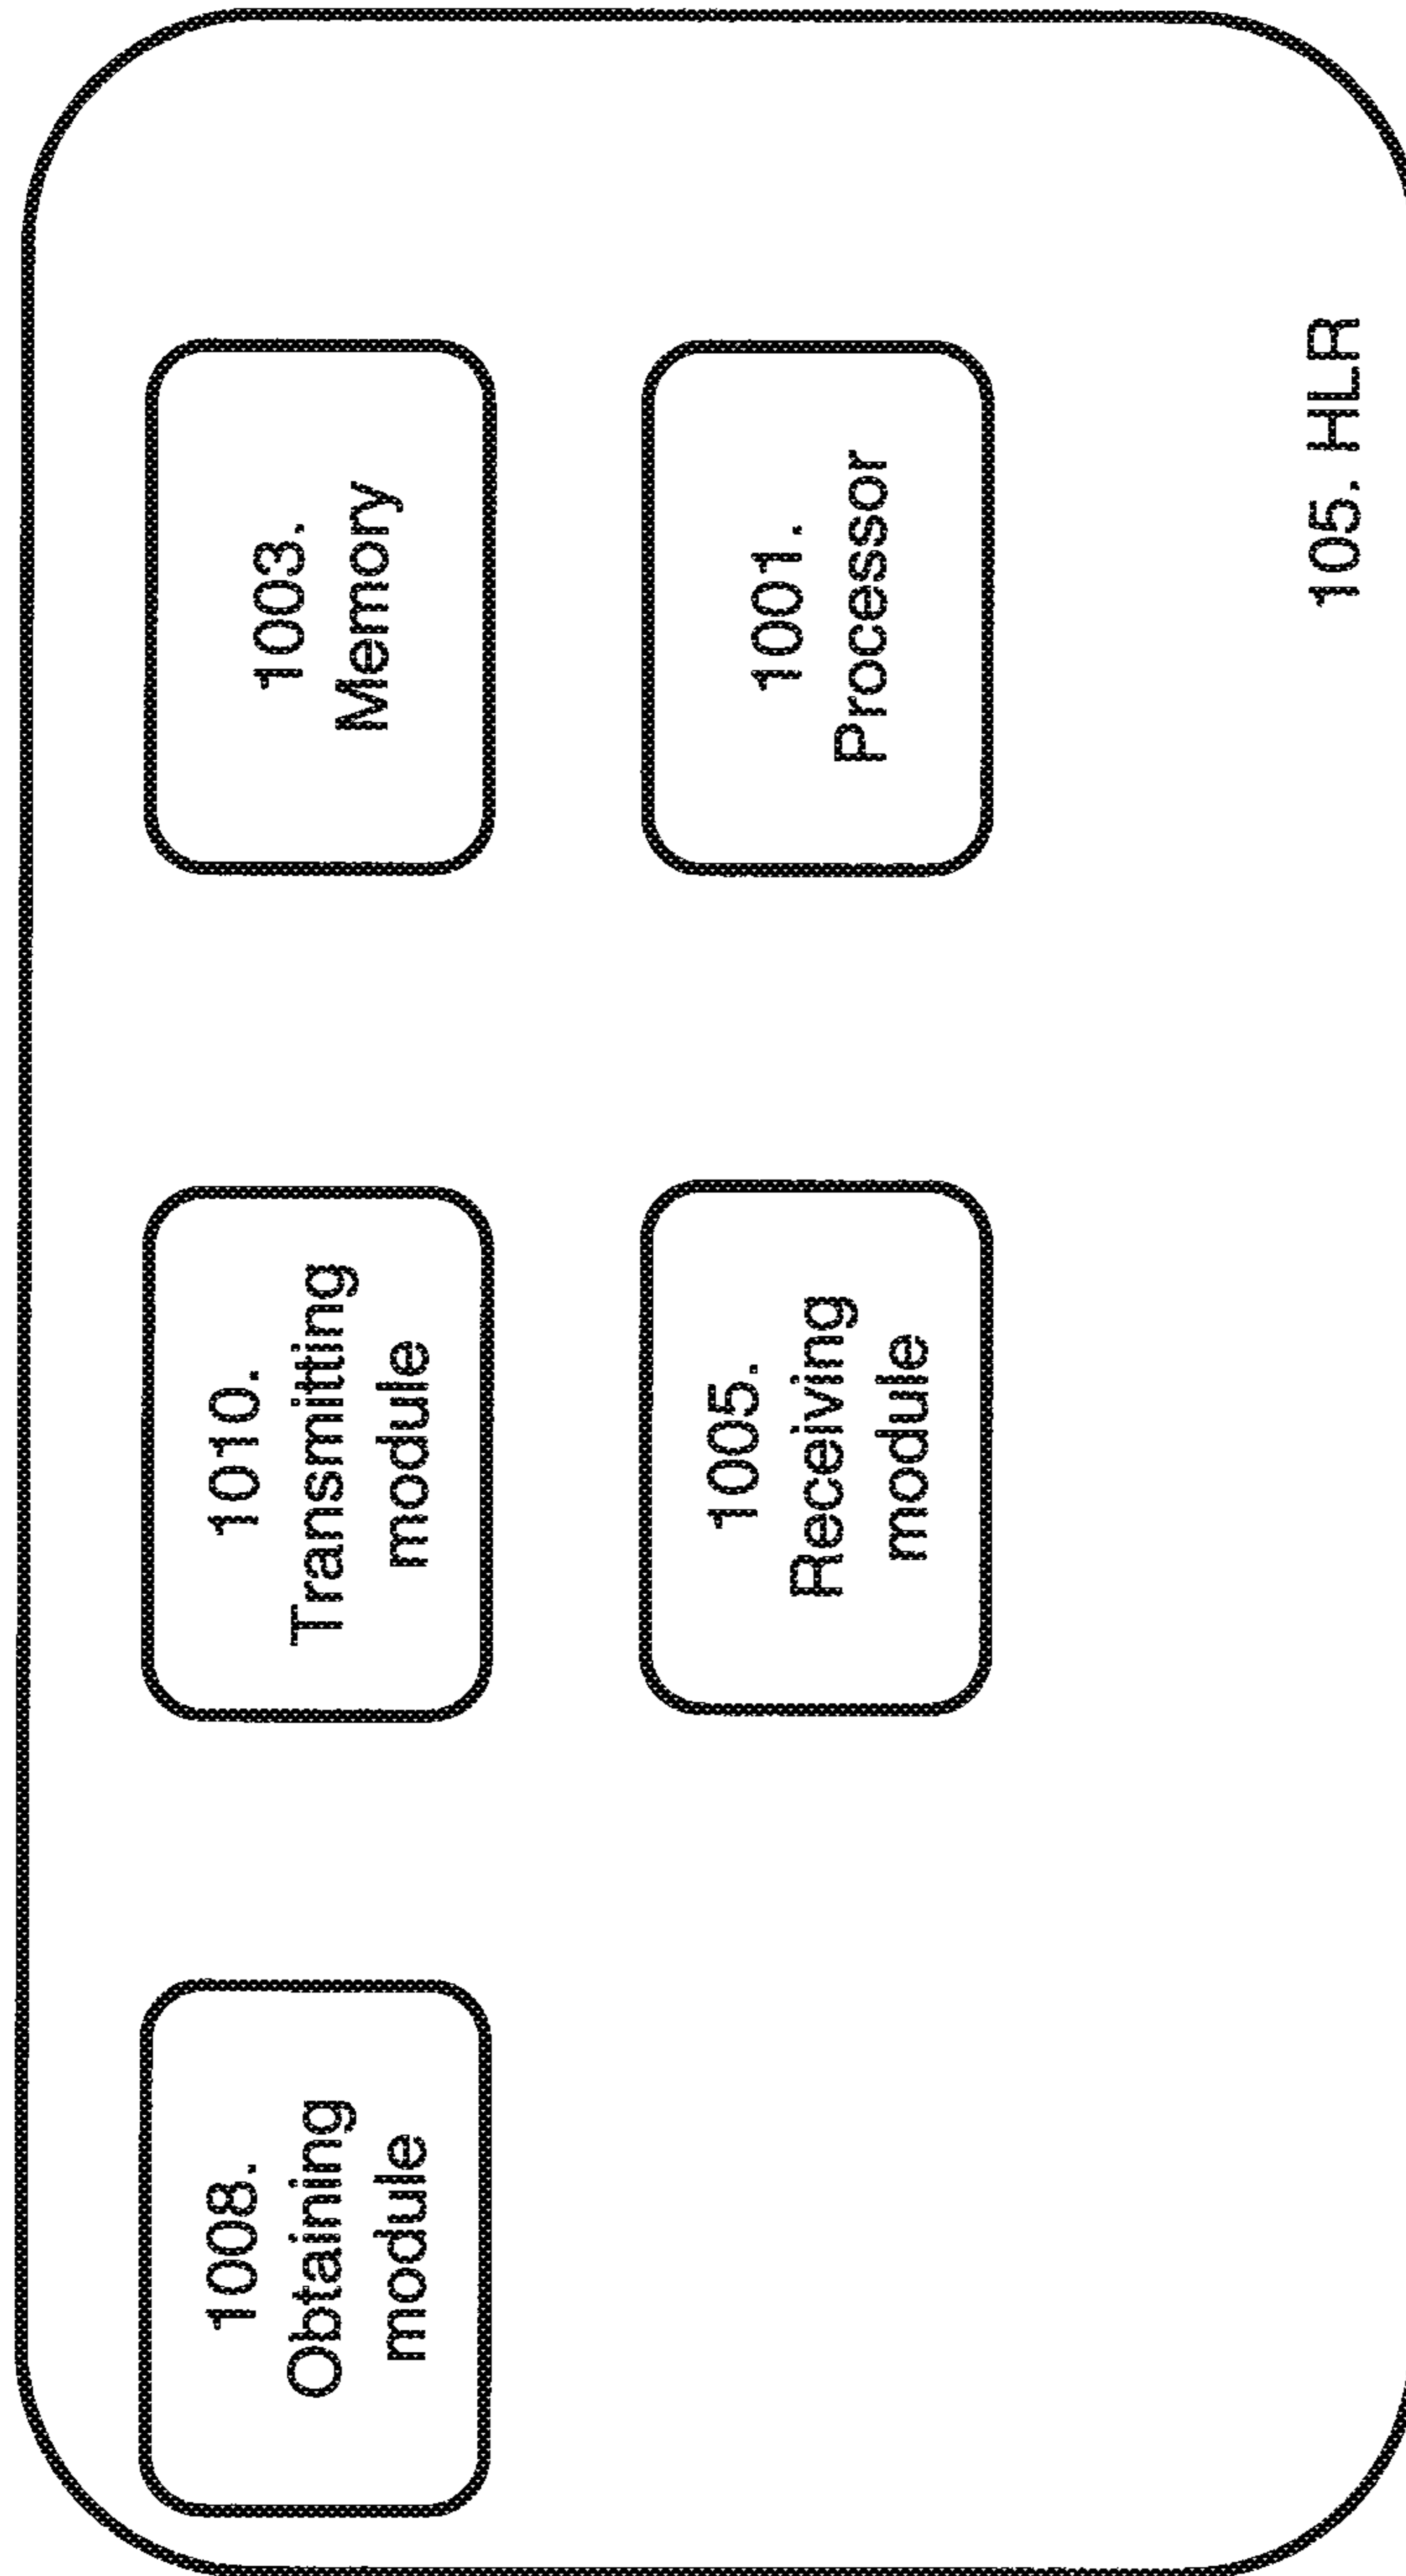 1008.
Obtaining
module
1010.
Transmitting
module
1003.
Memory
1005.
Receiving
module
1001.
Processor
105. HLR